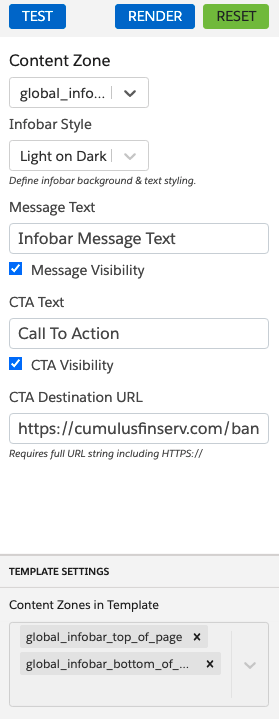 TEST RENDER RESET
Content Zone
global_info...
Infobar Style
Light on Dark
Define infobar background & text styling.
Message Text
Infobar Message Text
Message Visibility
CTA Text
Call To Action
CTA Visibility
CTA Destination URL
https://cumulusfinserv.com/ban
Requires full URL string including HTTPS://
TEMPLATE SETTINGS
Content Zones in Template
global_infobar_top_of_page ×
global_infobar_bottom_of_... ×